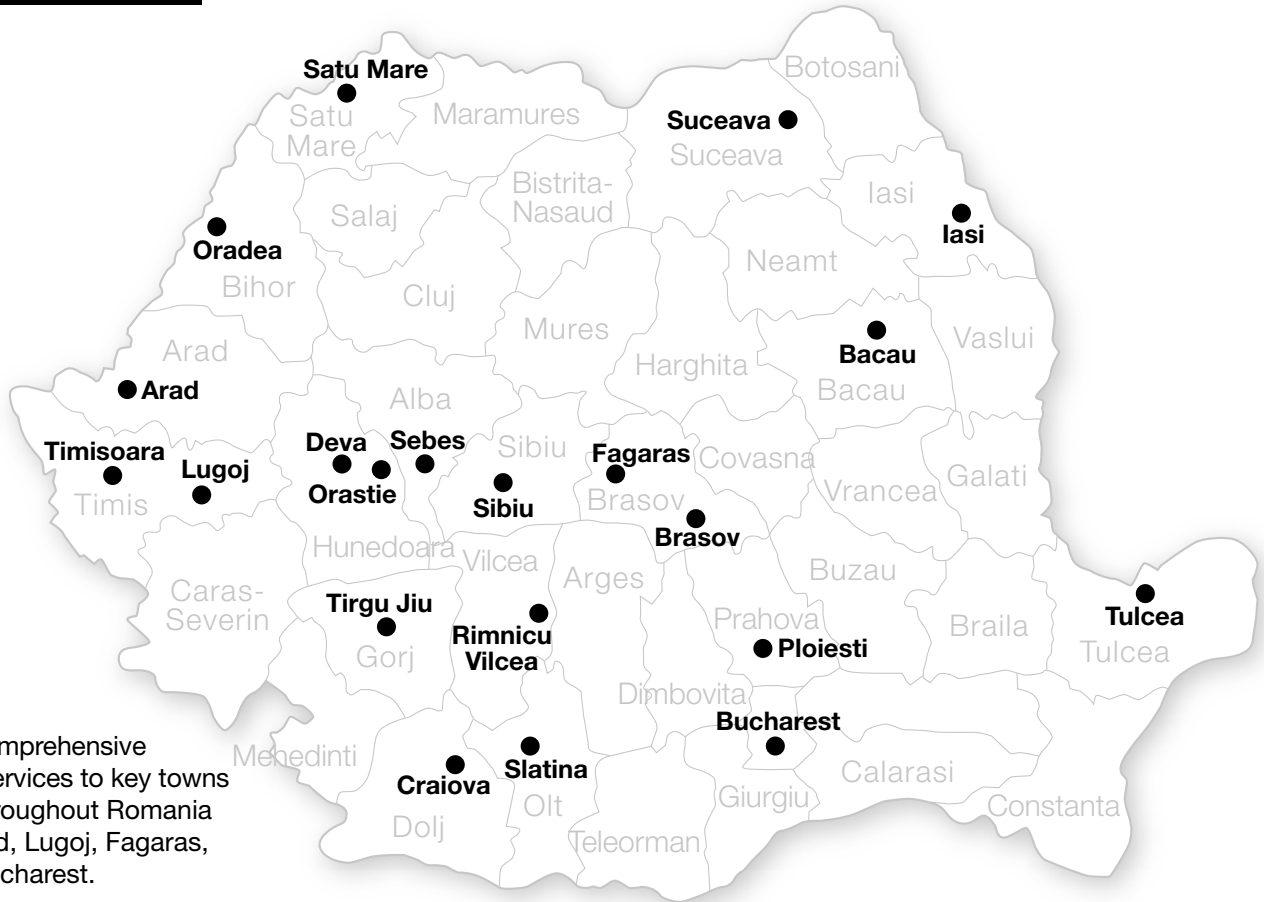 Botosani
Satu Mare
Satu
Mare
Maramures
Suceava
Suceava
Bistrita-
Nasaud
Iasi
Iasi
Salaj
Oradea
Bihor
Neamt
Cluj
Mures
Vaslui
Arad
Harghita
Bacau
Bacau
Arad
Alba
Deva
Sebes
Sibiu
Timisoara
Lugoj
Fagaras
Covasna
Galati
Timis
Orastie
Sibiu
Brasov
Vrancea
Brasov
Hunedoara
Vilcea
Arges
Buzau
Caras-
Severin
Tirgu Jiu
Gorj
Rimnicu
Vilcea
Prahova
Ploiesti
Braila
Tulcea
Tulcea
Dimbovita
Bucharest
Mehedinti
Craiova
Slatina
Calarasi
Dolj
Olt
Giurgiu
Constanta
Teleorman
ervices to key towns
roughout Romania
d, Lugoj, Fagaras,